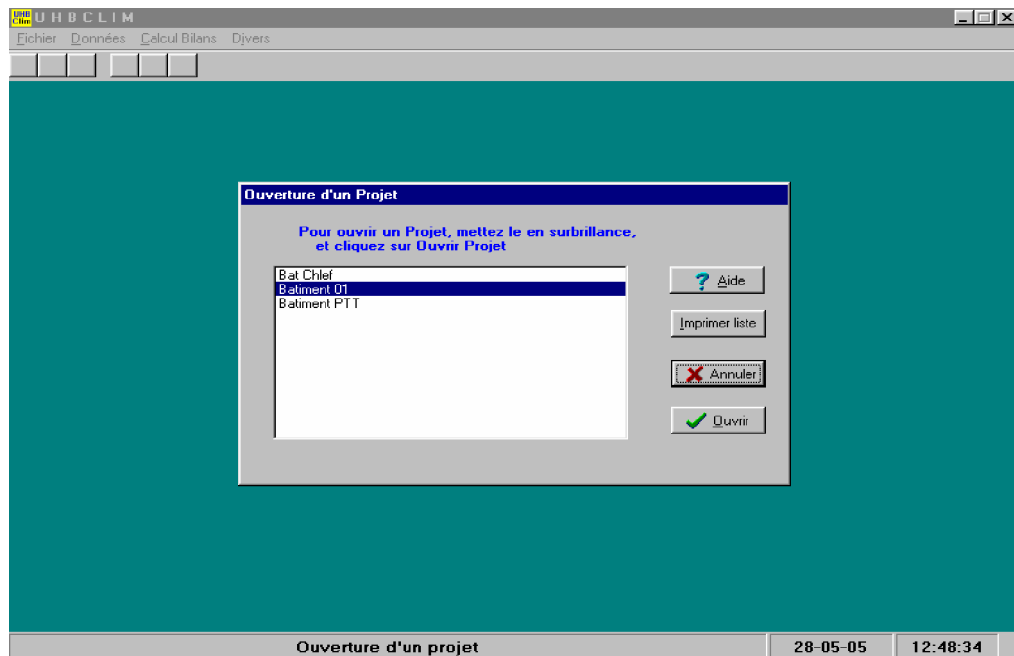 UHB Clim U H B C L I M
Fichier Données Calcul Bilans Divers
Ouverture d'un Projet
Pour ouvrir un Projet, mettez le en surbrillance,
et cliquez sur Ouvrir Projet
Bat Chlef
Batiment 01
Batiment PTT
Aide
Imprimer liste
Annuler
Ouvrir
Ouverture d'un projet 28-05-05 12:48:34